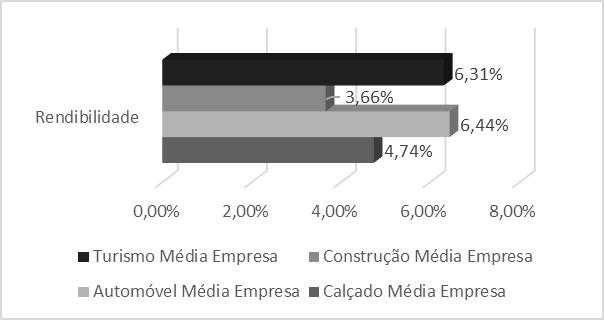 6,31%
3,66%
Rendibilidade
6,44%
4,74%
0,00% 2,00% 4,00% 6,00% 8,00%
Turismo Média Empresa Construção Média Empresa
Automóvel Média Empresa Calçado Média Empresa